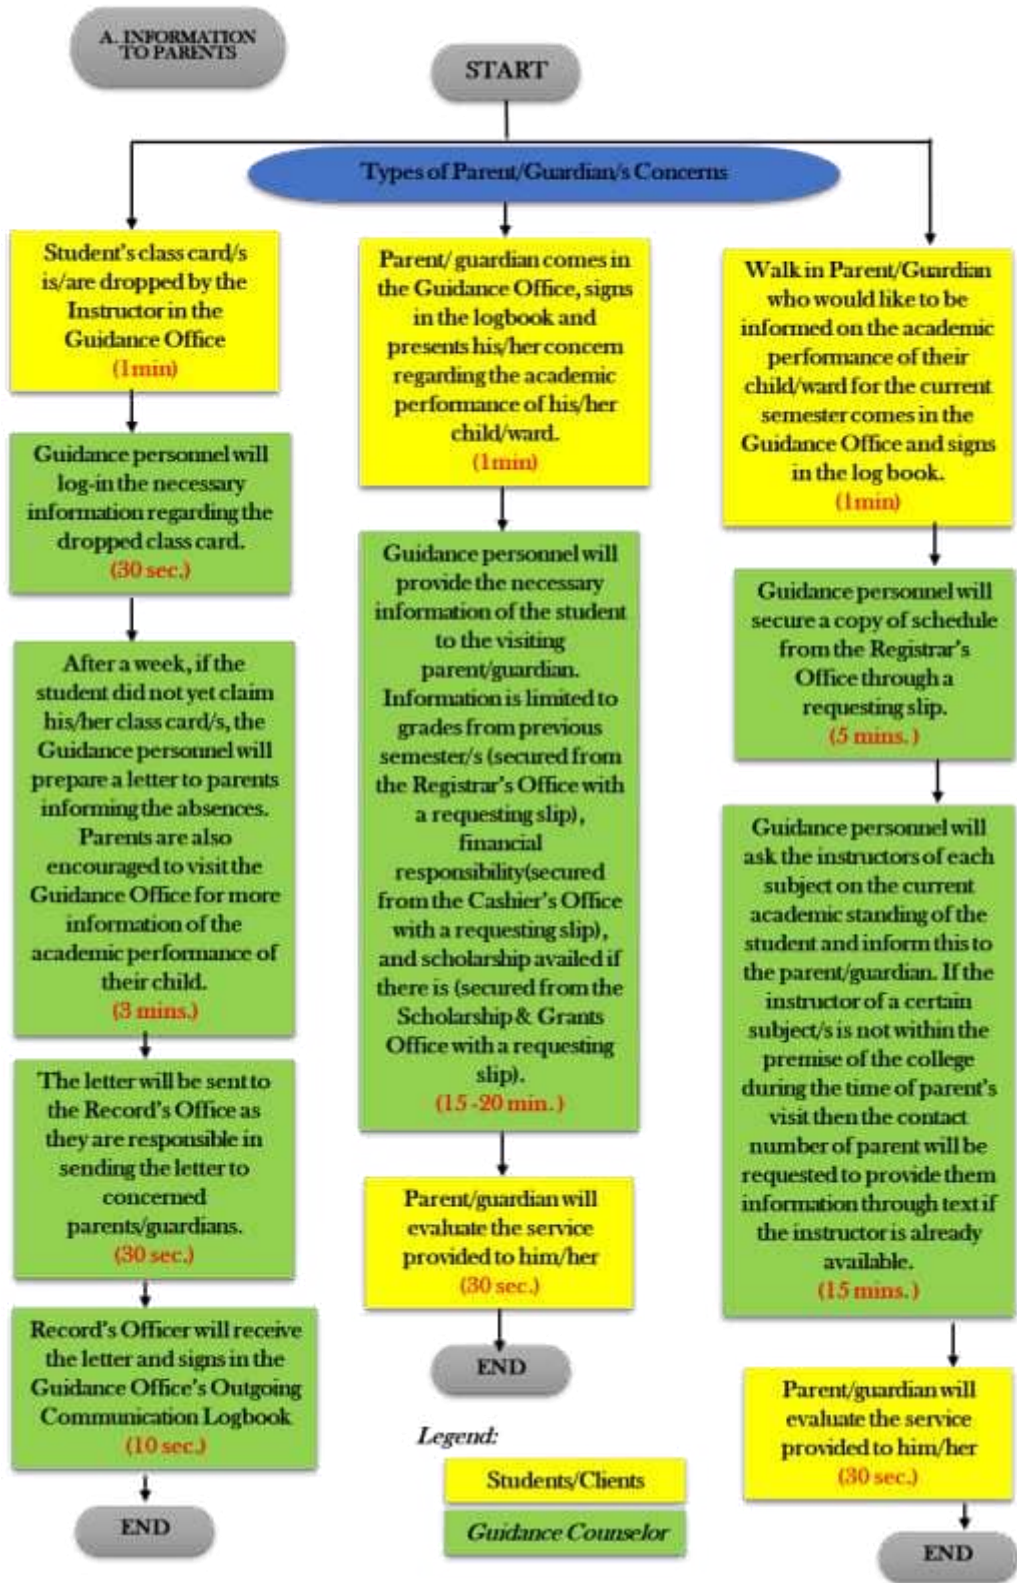 A. INFORMATION
TO PARENTS
START
Types of Parent/Guardian/s Concerns
Student's class card/s
is/are dropped by the
Instructor in the
Guidance Office
(1min)
Guidance personnel will
log-in the necessary
information regarding the
dropped class card.
(30 sec.)
After a week, if the
student did not yet claim
his/her class card/s, the
Guidance personnel will
prepare a letter to parents
informing the absences.
Parents are also
encouraged to visit the
Guidance Office for more
information of the
academic performance of
their child.
(3 mins.)
The letter will be sent to
the Record's Office as
they are responsible in
sending the letter to
concerned
parents/guardians.
(30 sec.)
Record's Officer will receive
the letter and signs in the
Guidance Office's Outgoing
Communication Logbook
(10 sec.)
END
Parent/ guardian comes in
the Guidance Office, signs
in the logbook and
presents his/her concern
regarding the academic
performance of his/her
child/ward.
(1min)
Guidance personnel will
provide the necessary
information of the student
to the visiting
parent/guardian.
Information is limited to
grades from previous
semester/s (secured from
the Registrar's Office with
a requesting slip),
financial
responsibility(secured
from the Cashier's Office
with a requesting slip),
and scholarship availed if
there is (secured from the
Scholarship & Grants
Office with a requesting
slip).
(15 -20 min. )
Parent/guardian will
evaluate the service
provided to him/her
(30 sec.)
END
Legend:
Students/Clients
Guidance Counselor
Walk in Parent/Guardian
who would like to be
informed on the academic
performance of their
child/ward for the current
semester comes in the
Guidance Office and signs
in the log book.
(1min)
Guidance personnel will
secure a copy of schedule
from the Registrar's
Office through a
requesting slip.
(5 mins. )
Guidance personnel will
ask the instructors of each
subject on the current
academic standing of the
student and inform this to
the parent/guardian. If the
instructor of a certain
subject/s is not within the
premise of the college
during the time of parent's
visit then the contact
number of parent will be
requested to provide them
information through text if
the instructor is already
available.
(15 mins. )
Parent/guardian will
evaluate the service
provided to him/her
(30 sec.)
END